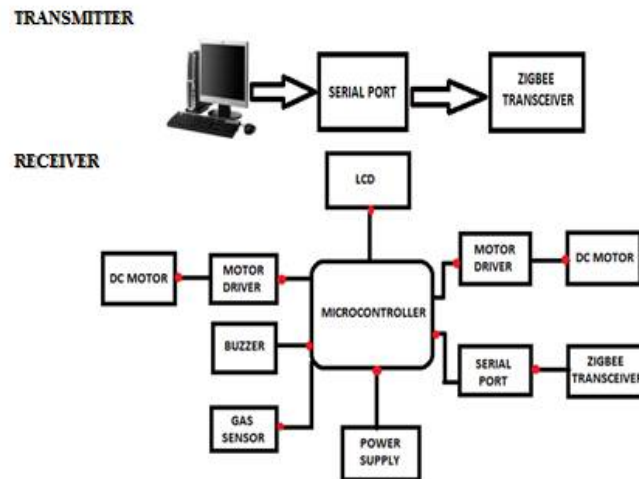 TRANSMITTER
SERIAL PORT
ZIGBEE
TRANSCEIVER
RECEIVER
LCD
DC MOTOR
MOTOR
DRIVER
MICROCONTROLLER
MOTOR
DRIVER
DC MOTOR
BUZZER
SERIAL
PORT
ZIGBEE
TRANSCEIVER
GAS
SENSOR
POWER
SUPPLY